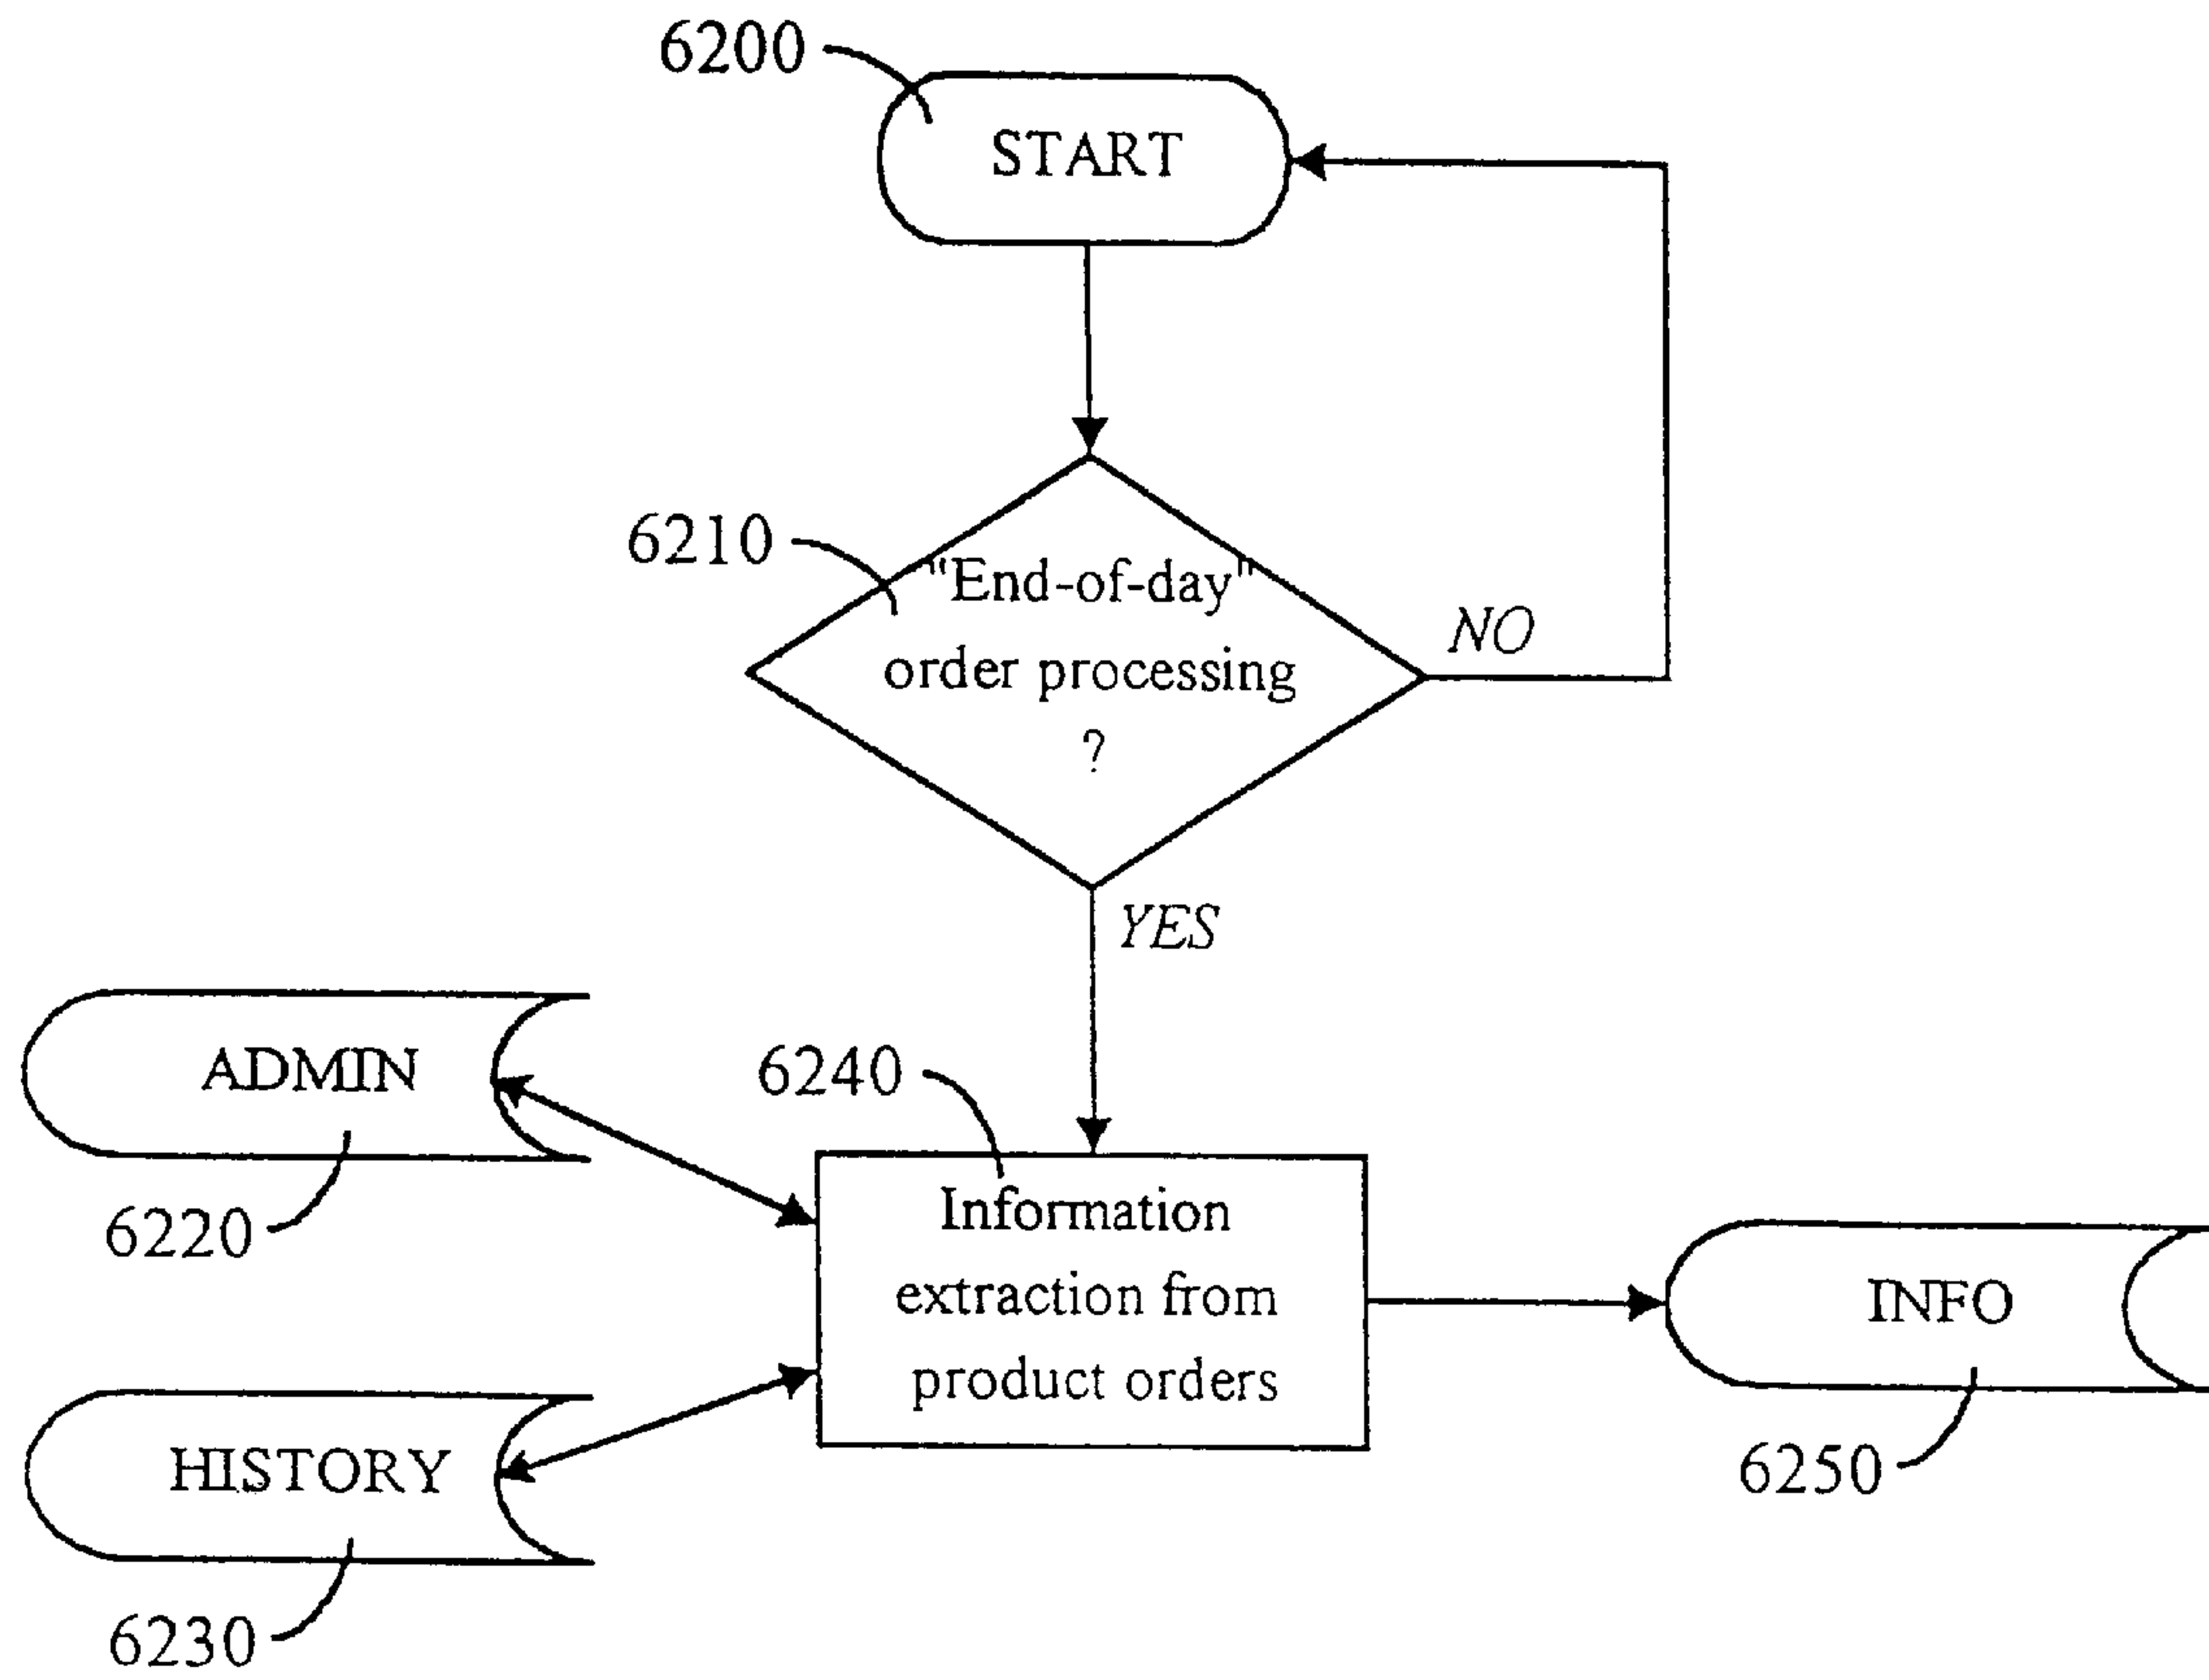 6200
START
6210
"End-of-day"
order processing
?
NO
YES
ADMIN
6220
6240
Information
extraction from
product orders
INFO
6250
HISTORY
6230